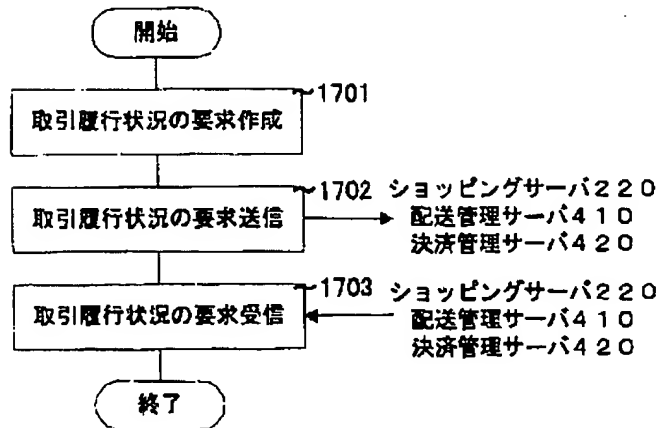 開始
1701
取引履行状況の要求作成
1702
取引履行状況の要求送信
ショッピングサーバ220
配送管理サーバ410
決済管理サーバ420
1703
取引履行状況の要求受信
ショッピングサーバ220
配送管理サーバ410
決済管理サーバ420
終了